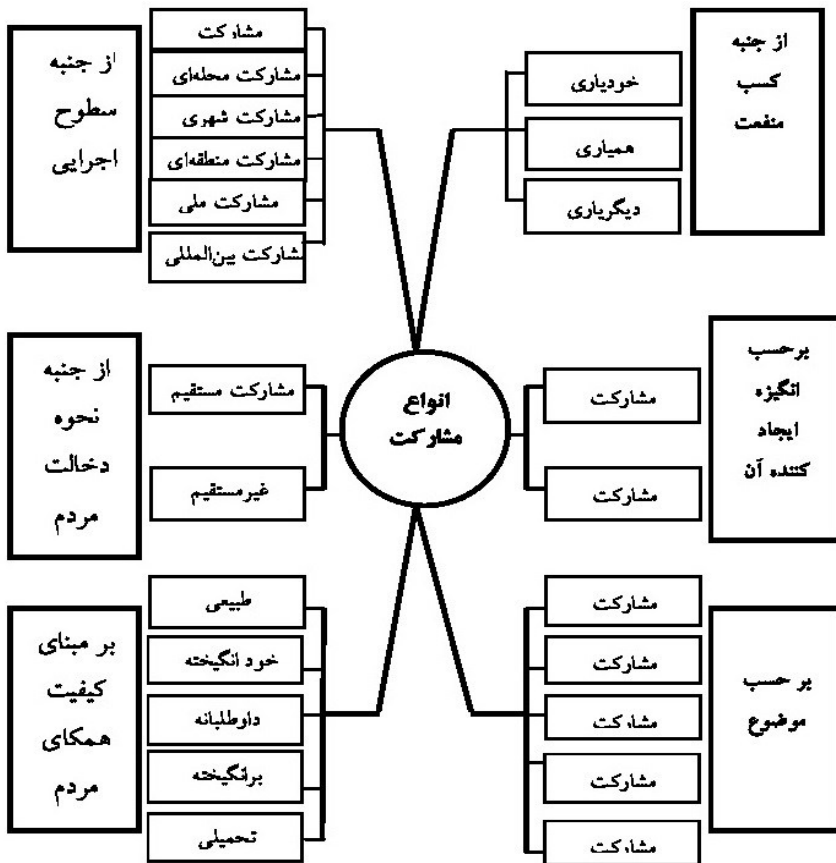 از جنبه
کسب
منفعت
خودیاری
همیاری
دیگریاری
از جنبه
سطوح
اجرایی
مشارکت
مشارکت محله‌ای
مشارکت شهری
مشارکت منطقه‌ای
مشارکت ملی
مشارکت بین‌المللی
انواع
مشارکت
برحسب
انگیزه
ایجاد
کننده آن
مشارکت
مشارکت
از جنبه
نحوه
دخالت
مردم
مشارکت مستقیم
غیرمستقیم
بر حسب
موضوع
مشارکت
مشارکت
مشارکت
مشارکت
مشارکت
بر مبنای
کیفیت
همکای
مردم
طبیعی
خود انگیخته
داوطلبانه
برانگیخته
تحمیلی